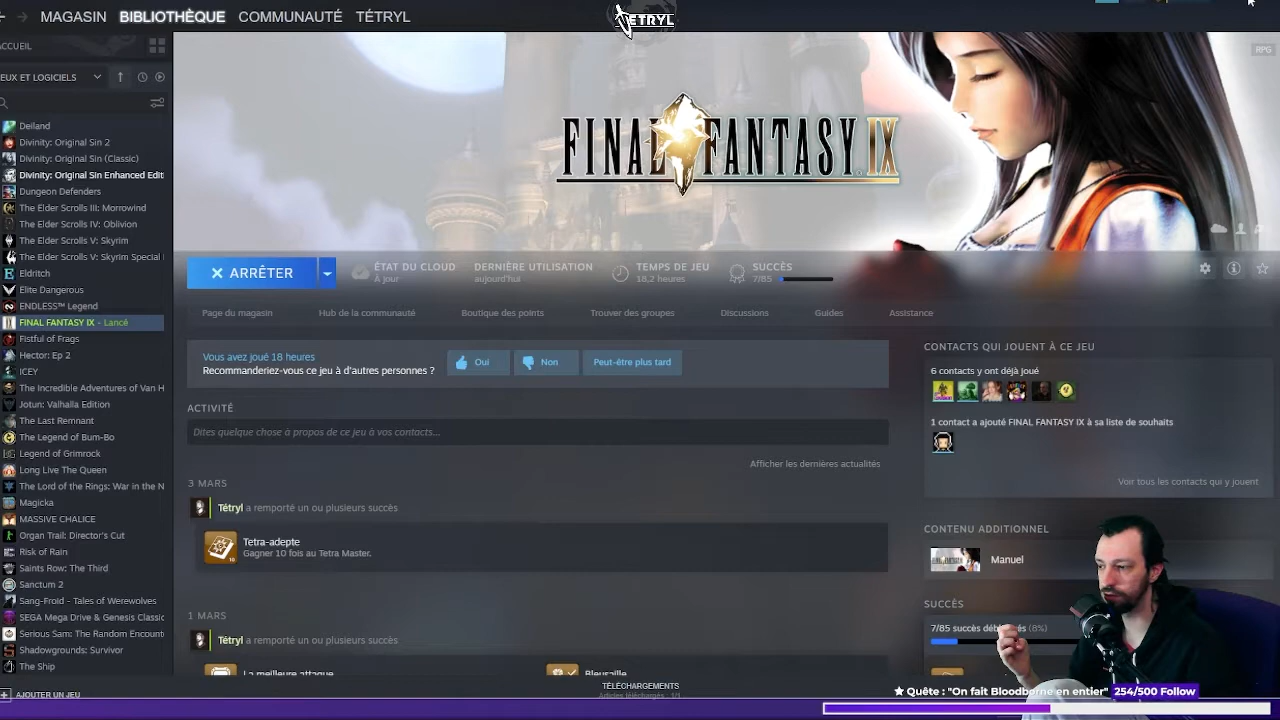 MAGASIN BIBLIOTHÈQUE COMMUNAUTÉ TÉTRYL
TETRYL
ACCUEIL
EUX ET LOGICIELS
Deiland
Divinity: Original Sin 2
Divinity: Original Sin (Classic)
Divinity: Original Sin Enhanced Edit
Dungeon Defenders
The Elder Scrolls III: Morrowind
The Elder Scrolls IV: Oblivion
The Elder Scrolls V: Skyrim
The Elder Scrolls V: Skyrim Special
Eldritch
Elite Dangerous
ENDLESS™ Legend
FINAL FANTASY IX - Lancé
Fistful of Frags
Hector: Ep 2
ICEY
The Incredible Adventures of Van H
Jotun: Valhalla Edition
The Last Remnant
The Legend of Bum-Bo
Legend of Grimrock
Long Live The Queen
The Lord of the Rings: War in the N
Magicka
MASSIVE CHALICE
Organ Trail: Director's Cut
Risk of Rain
Saints Row: The Third
Sanctum 2
Sang-Froid - Tales of Werewolves
SEGA Mega Drive & Genesis Classic
Serious Sam: The Random Encount
Shadowgrounds: Survivor
The Ship
AJOUTER UN JEU
RPG
FINAL FANTASY IX
ARRÊTER
ÉTAT DU CLOUD
À jour
DERNIÈRE UTILISATION
aujourd'hui
TEMPS DE JEU
18,2 heures
SUCCÈS
7/85
Page du magasin Hub de la communauté Boutique des points Trouver des groupes Discussions Guides Assistance
Vous avez joué 18 heures
Recommanderiez-vous ce jeu à d'autres personnes ?
Oui Non Peut-être plus tard
ACTIVITÉ
Dites quelque chose à propos de ce jeu à vos contacts...
Afficher les dernières actualités
3 MARS
Tétryl a remporté un ou plusieurs succès
Tetra-adepte
Gagner 10 fois au Tetra Master.
1 MARS
Tétryl a remporté un ou plusieurs succès
La meilleure attaque
Bleuraille
CONTACTS QUI JOUENT À CE JEU
6 contacts y ont déjà joué
1 contact a ajouté FINAL FANTASY IX à sa liste de souhaits
Voir tous les contacts qui y jouent
CONTENU ADDITIONNEL
Manuel
SUCCÈS
7/85 succès (8%)
TÉLÉCHARGEMENTS
Articles téléchargés : 1/1
Quête : "On fait Bloodborne en entier" 254/500 Follow